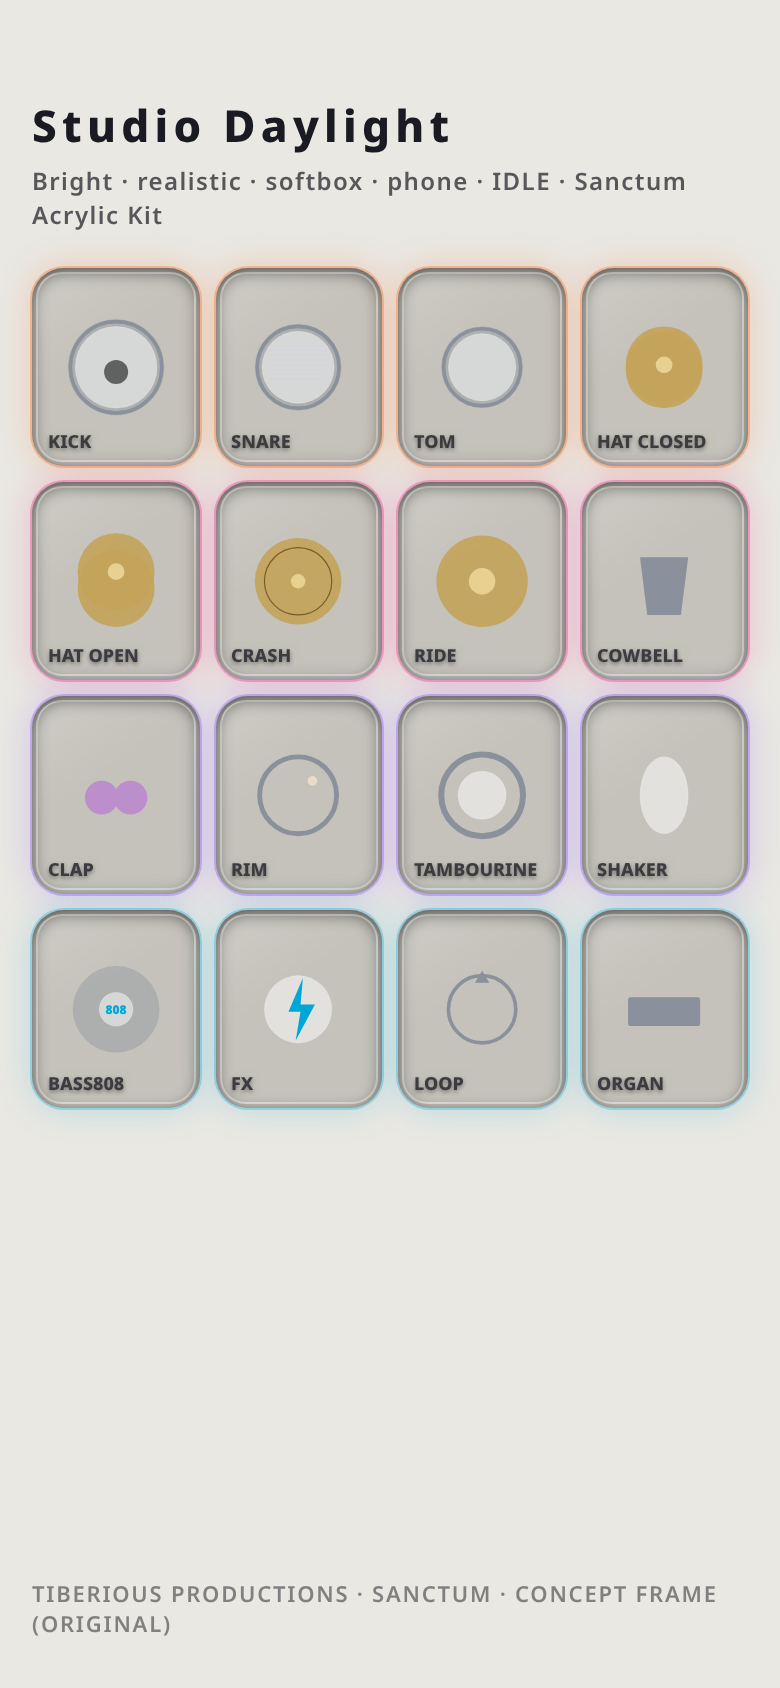 Studio Daylight
Bright · realistic · softbox · phone · IDLE · Sanctum
Acrylic Kit
KICK
SNARE
TOM
HAT CLOSED
HAT OPEN
CRASH
RIDE
COWBELL
CLAP
RIM
TAMBOURINE
SHAKER
808
BASS808
FX
LOOP
ORGAN
TIBERIOUS PRODUCTIONS · SANCTUM · CONCEPT FRAME
(ORIGINAL)